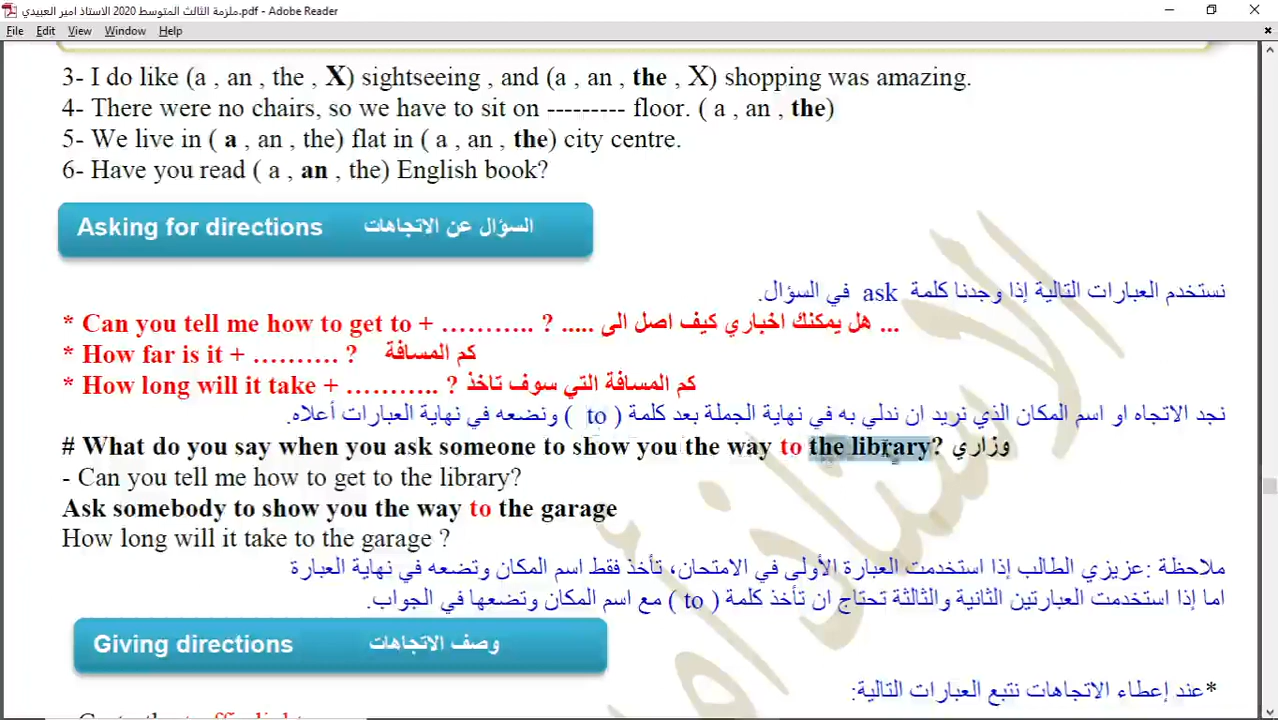 ملزمة الثالث المتوسط 2020 الاستاذ امير العبيدي.pdf - Adobe Reader
File Edit View Window Help
3- I do like (a , an , the , X) sightseeing , and (a , an , the , X) shopping was amazing.
4- There were no chairs, so we have to sit on --------- floor. ( a , an , the)
5- We live in ( a , an , the) flat in ( a , an , the) city centre.
6- Have you read ( a , an , the) English book?
Asking for directions السؤال عن الاتجاهات
نستخدم العبارات التالية إذا وجدنا كلمة ask في السؤال.
* Can you tell me how to get to + ……….. ? ..... هل يمكنك اخباري كيف اصل الى ...
* How far is it + ………. ? كم المسافة
* How long will it take + ……….. ? كم المسافة التي سوف تاخذ
نجد الاتجاه او اسم المكان الذي نريد ان ندلي به في نهاية الجملة بعد كلمة ( to ) ونضعه في نهاية العبارات أعلاه.
# What do you say when you ask someone to show you the way to the library? وزاري
- Can you tell me how to get to the library?
Ask somebody to show you the way to the garage
How long will it take to the garage ?
ملاحظة :عزيزي الطالب إذا استخدمت العبارة الأولى في الامتحان، تأخذ فقط اسم المكان وتضعه في نهاية العبارة
اما إذا استخدمت العبارتين الثانية والثالثة تحتاج ان تأخذ كلمة ( to ) مع اسم المكان وتضعها في الجواب.
Giving directions وصف الاتجاهات
*عند إعطاء الاتجاهات نتبع العبارات التالية: